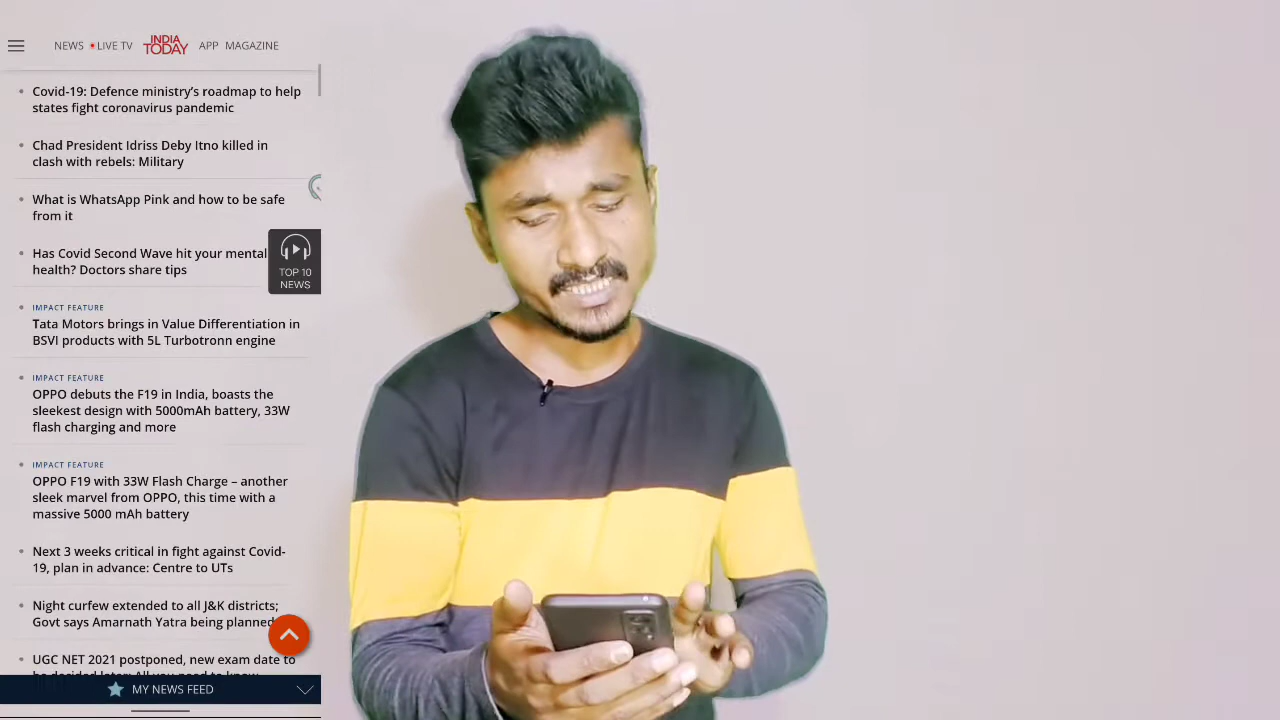 NEWS LIVE TV INDIA TODAY APP MAGAZINE
Covid-19: Defence ministry’s roadmap to help
states fight coronavirus pandemic
Chad President Idriss Deby Itno killed in
clash with rebels: Military
What is WhatsApp Pink and how to be safe
from it
Has Covid Second Wave hit your mental
health? Doctors share tips
TOP 10
NEWS
IMPACT FEATURE
Tata Motors brings in Value Differentiation in
BSVI products with 5L Turbotronn engine
IMPACT FEATURE
OPPO debuts the F19 in India, boasts the
sleekest design with 5000mAh battery, 33W
flash charging and more
IMPACT FEATURE
OPPO F19 with 33W Flash Charge – another
sleek marvel from OPPO, this time with a
massive 5000 mAh battery
Next 3 weeks critical in fight against Covid-
19, plan in advance: Centre to UTs
Night curfew extended to all J&K districts;
Govt says Amarnath Yatra being planned
UGC NET 2021 postponed, new exam date to
MY NEWS FEED